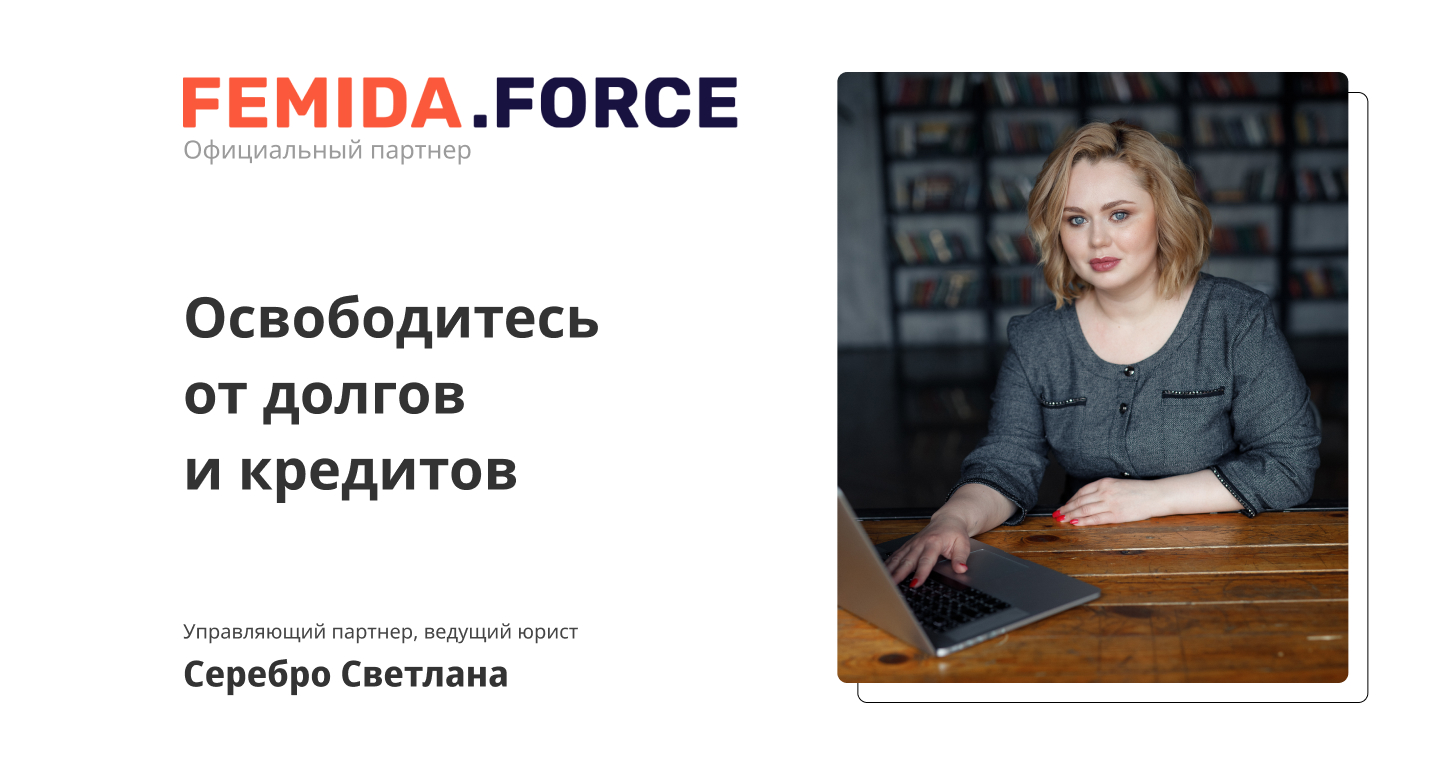 FEMIDA.FORCE
Официальный партнер
Освободитесь
от долгов
и кредитов
Управляющий партнер, ведущий юрист
Серебро Светлана